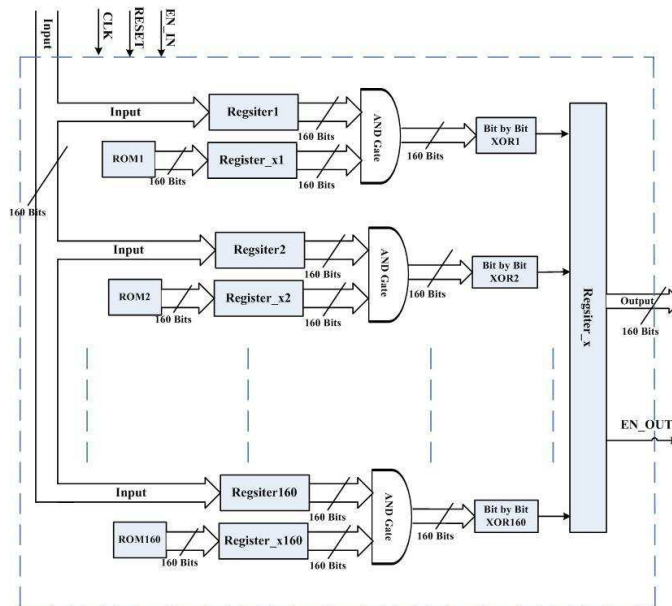 Input
CLK
RESET
EN_IN
Input
Regsiter1
160 Bits
AND Gate
160 Bits
Bit by Bit
XOR1
ROM1
160 Bits
Register_x1
160 Bits
160 Bits
Input
Regsiter2
160 Bits
AND Gate
160 Bits
Bit by Bit
XOR2
ROM2
160 Bits
Register_x2
160 Bits
Regsiter_x
Output
160 Bits
EN_OUT
Input
Regsiter160
160 Bits
AND Gate
160 Bits
Bit by Bit
XOR160
ROM160
160 Bits
Register_x160
160 Bits